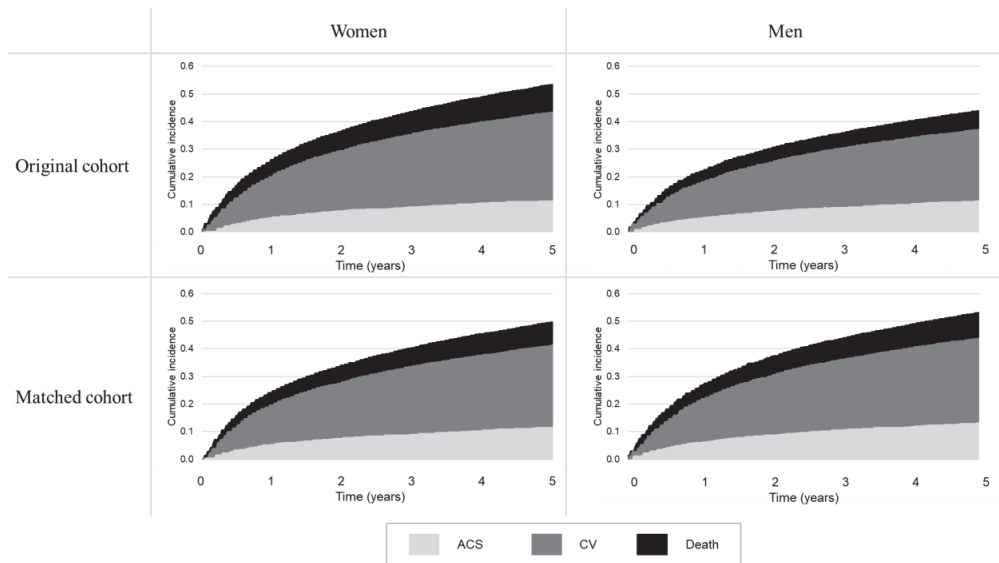 Women
Men
Original cohort
Cumulative incidence
0.6
0.5
0.4
0.3
0.2
0.1
0.0
0 1 2 3 4 5
Time (years)
Cumulative incidence
0.6
0.5
0.4
0.3
0.2
0.1
0.0
0 1 2 3 4 5
Time (years)
Matched cohort
Cumulative incidence
0.6
0.5
0.4
0.3
0.2
0.1
0.0
0 1 2 3 4 5
Time (years)
Cumulative incidence
0.6
0.5
0.4
0.3
0.2
0.1
0.0
0 1 2 3 4 5
Time (years)
ACS CV Death